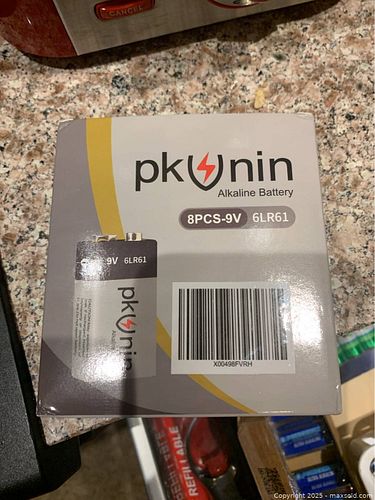 CANCEL
pkunin
Alkaline Battery
8PCS-9V 6LR61
9V 6LR61
pkunin
X00498FVRH
REFILLABLE
Copyright 2025 - maxsold.com